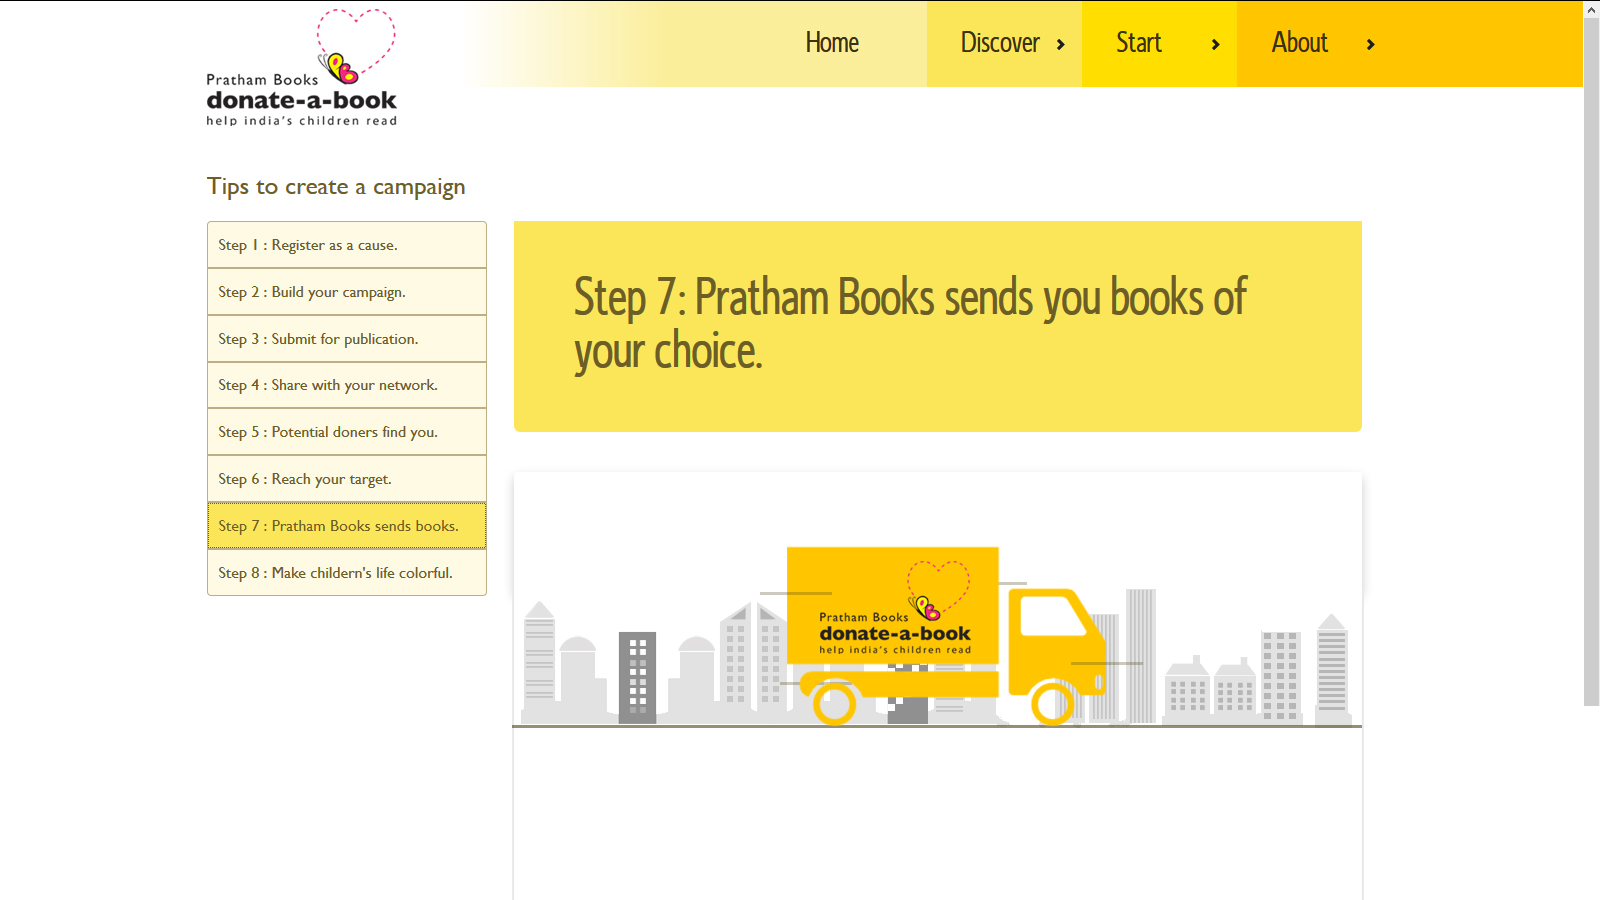 Pratham Books
donate-a-book
help india's children read
Home
Discover
Start
About
Tips to create a campaign
Step 1 : Register as a cause.
Step 2 : Build your campaign.
Step 3 : Submit for publication.
Step 4 : Share with your network.
Step 5 : Potential doners find you.
Step 6 : Reach your target.
Step 7 : Pratham Books sends books.
Step 8 : Make childern's life colorful.
Step 7: Pratham Books sends you books of
your choice.
Pratham Books
donate-a-book
help india's children read